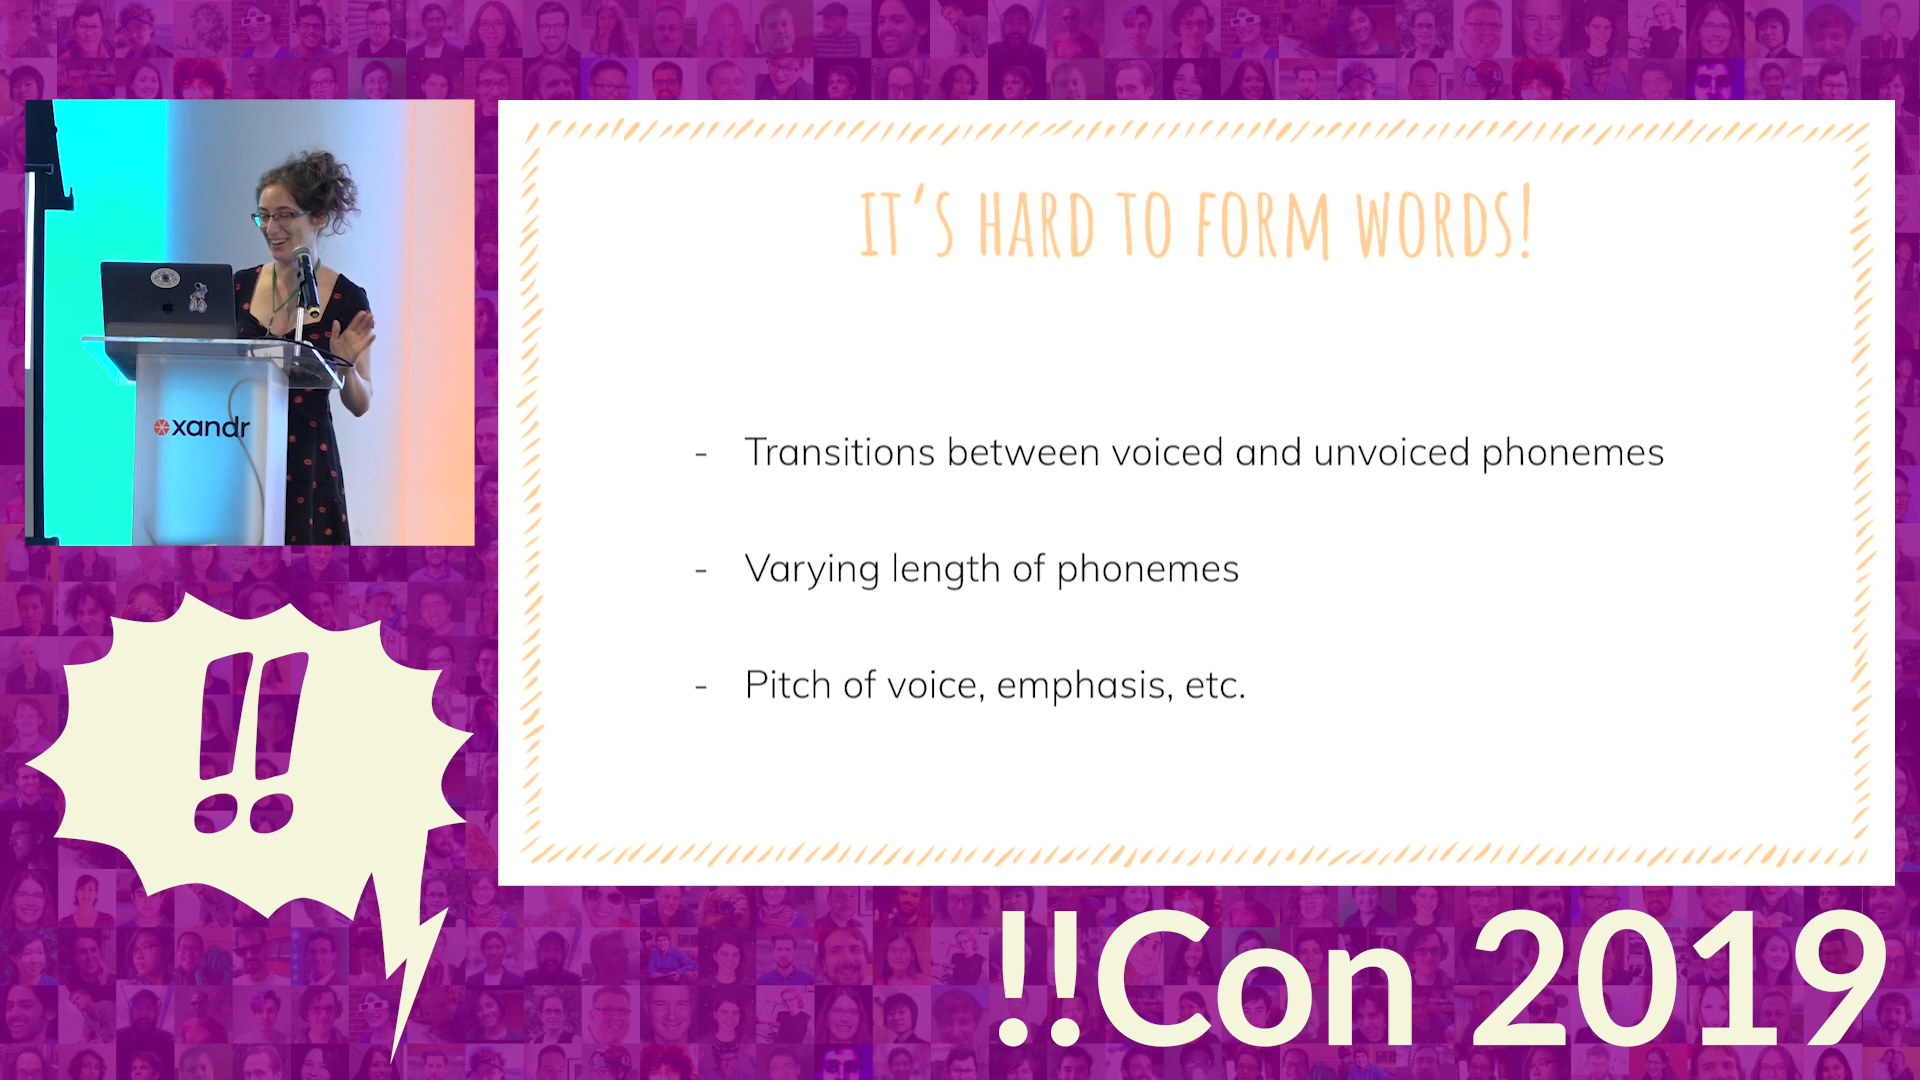 xandr
IT'S HARD TO FORM WORDS!
- Transitions between voiced and unvoiced phonemes
- Varying length of phonemes
- Pitch of voice, emphasis, etc.
!!
!!Con 2019